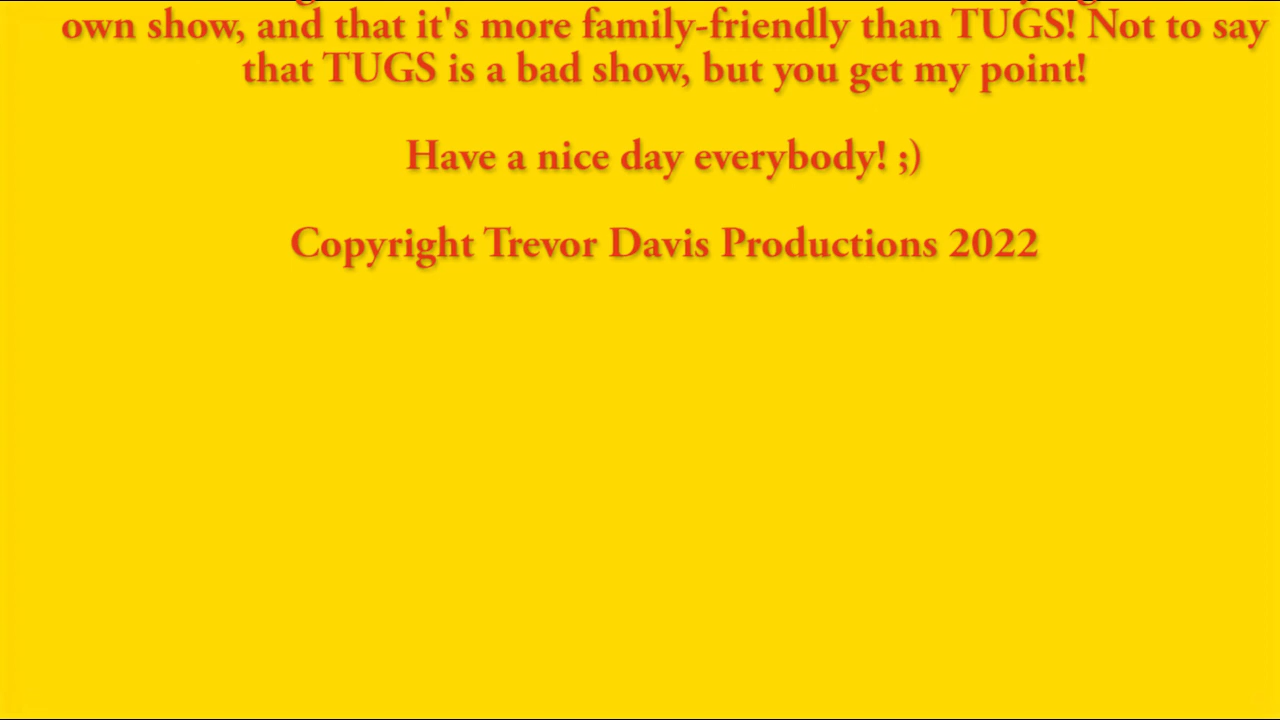 own show, and that it's more family-friendly than TUGS! Not to say
that TUGS is a bad show, but you get my point!
Have a nice day everybody! ;)
Copyright Trevor Davis Productions 2022